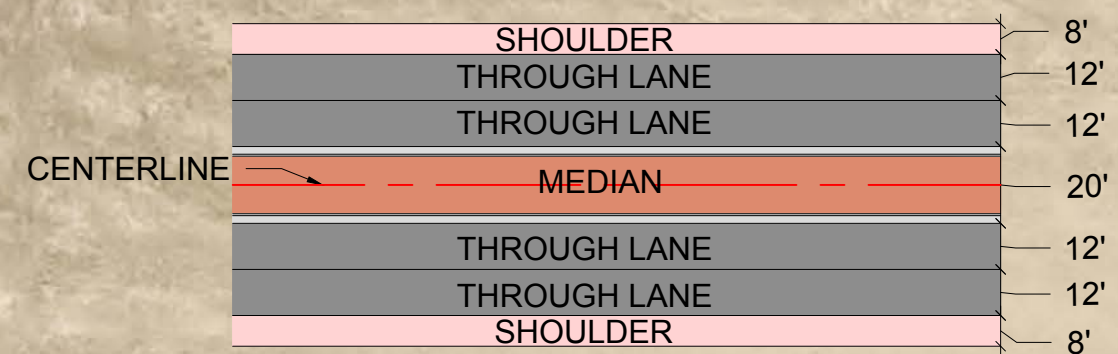 SHOULDER 8'
THROUGH LANE 12'
THROUGH LANE 12'
CENTERLINE MEDIAN 20'
THROUGH LANE 12'
THROUGH LANE 12'
SHOULDER 8'